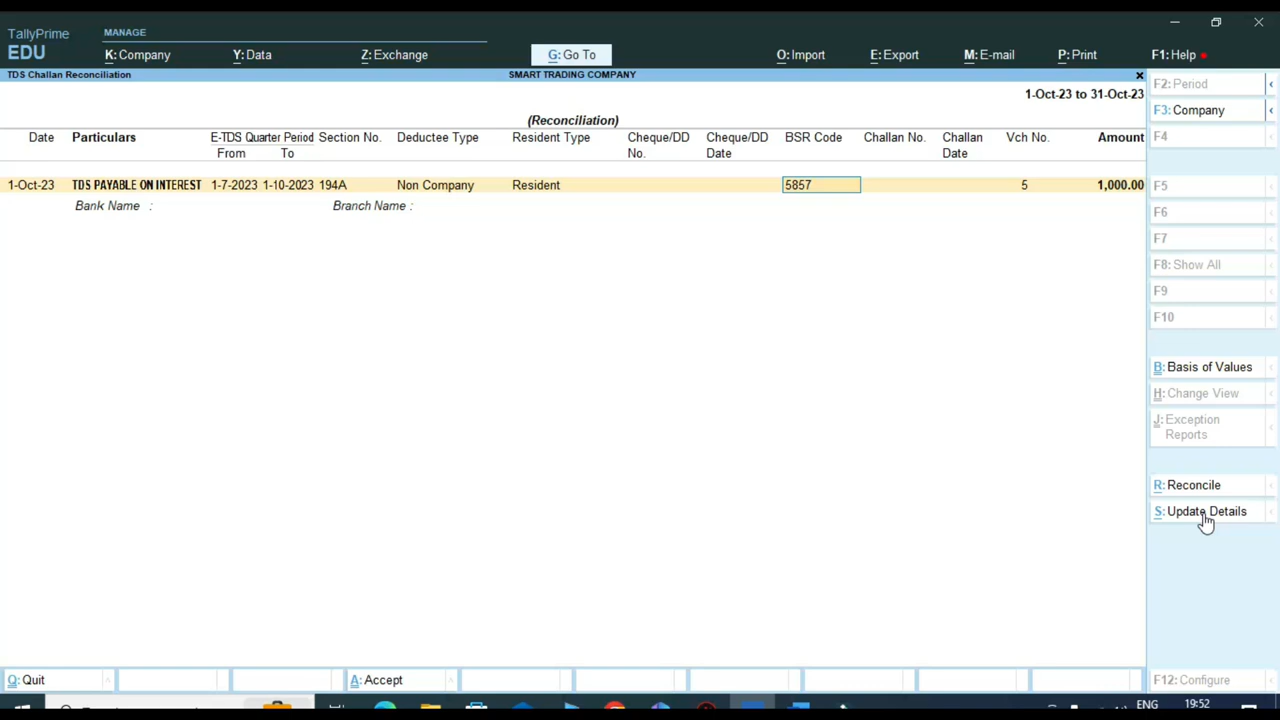 TallyPrime
EDU
MANAGE
K: Company
Y: Data
Z: Exchange
G: Go To
O: Import
E: Export
M: E-mail
P: Print
F1: Help
TDS Challan Reconciliation
SMART TRADING COMPANY
1-Oct-23 to 31-Oct-23
(Reconciliation)
Date Particulars E-TDS Quarter Period Section No. Deductee Type Resident Type Cheque/DD Cheque/DD BSR Code Challan No. Challan Vch No. Amount
From To No. Date Date
1-Oct-23 TDS PAYABLE ON INTEREST 1-7-2023 1-10-2023 194A Non Company Resident 5857 5 1,000.00
Bank Name : Branch Name :
F2: Period
F3: Company
F4
F5
F6
F7
F8: Show All
F9
F10
B: Basis of Values
H: Change View
J: Exception
Reports
R: Reconcile
S: Update Details
Q: Quit
A: Accept
F12: Configure
ENG
19:52